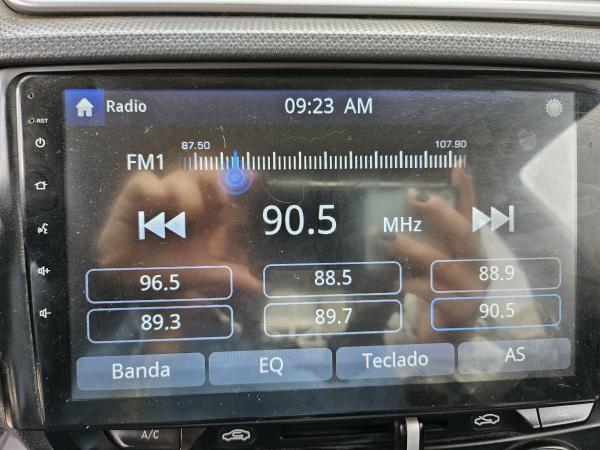 Radio 09:23 AM
RST
87.50 107.90
FM1
90.5 MHz
96.5 88.5 88.9
89.3 89.7 90.5
Banda EQ Teclado AS
A/C